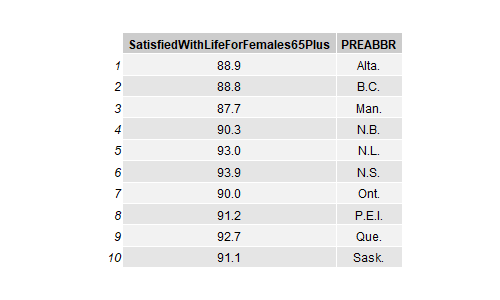 SatisfiedWithLifeForFemales65Plus PREABBR
1 88.9 Alta.
2 88.8 B.C.
3 87.7 Man.
4 90.3 N.B.
5 93.0 N.L.
6 93.9 N.S.
7 90.0 Ont.
8 91.2 P.E.I.
9 92.7 Que.
10 91.1 Sask.